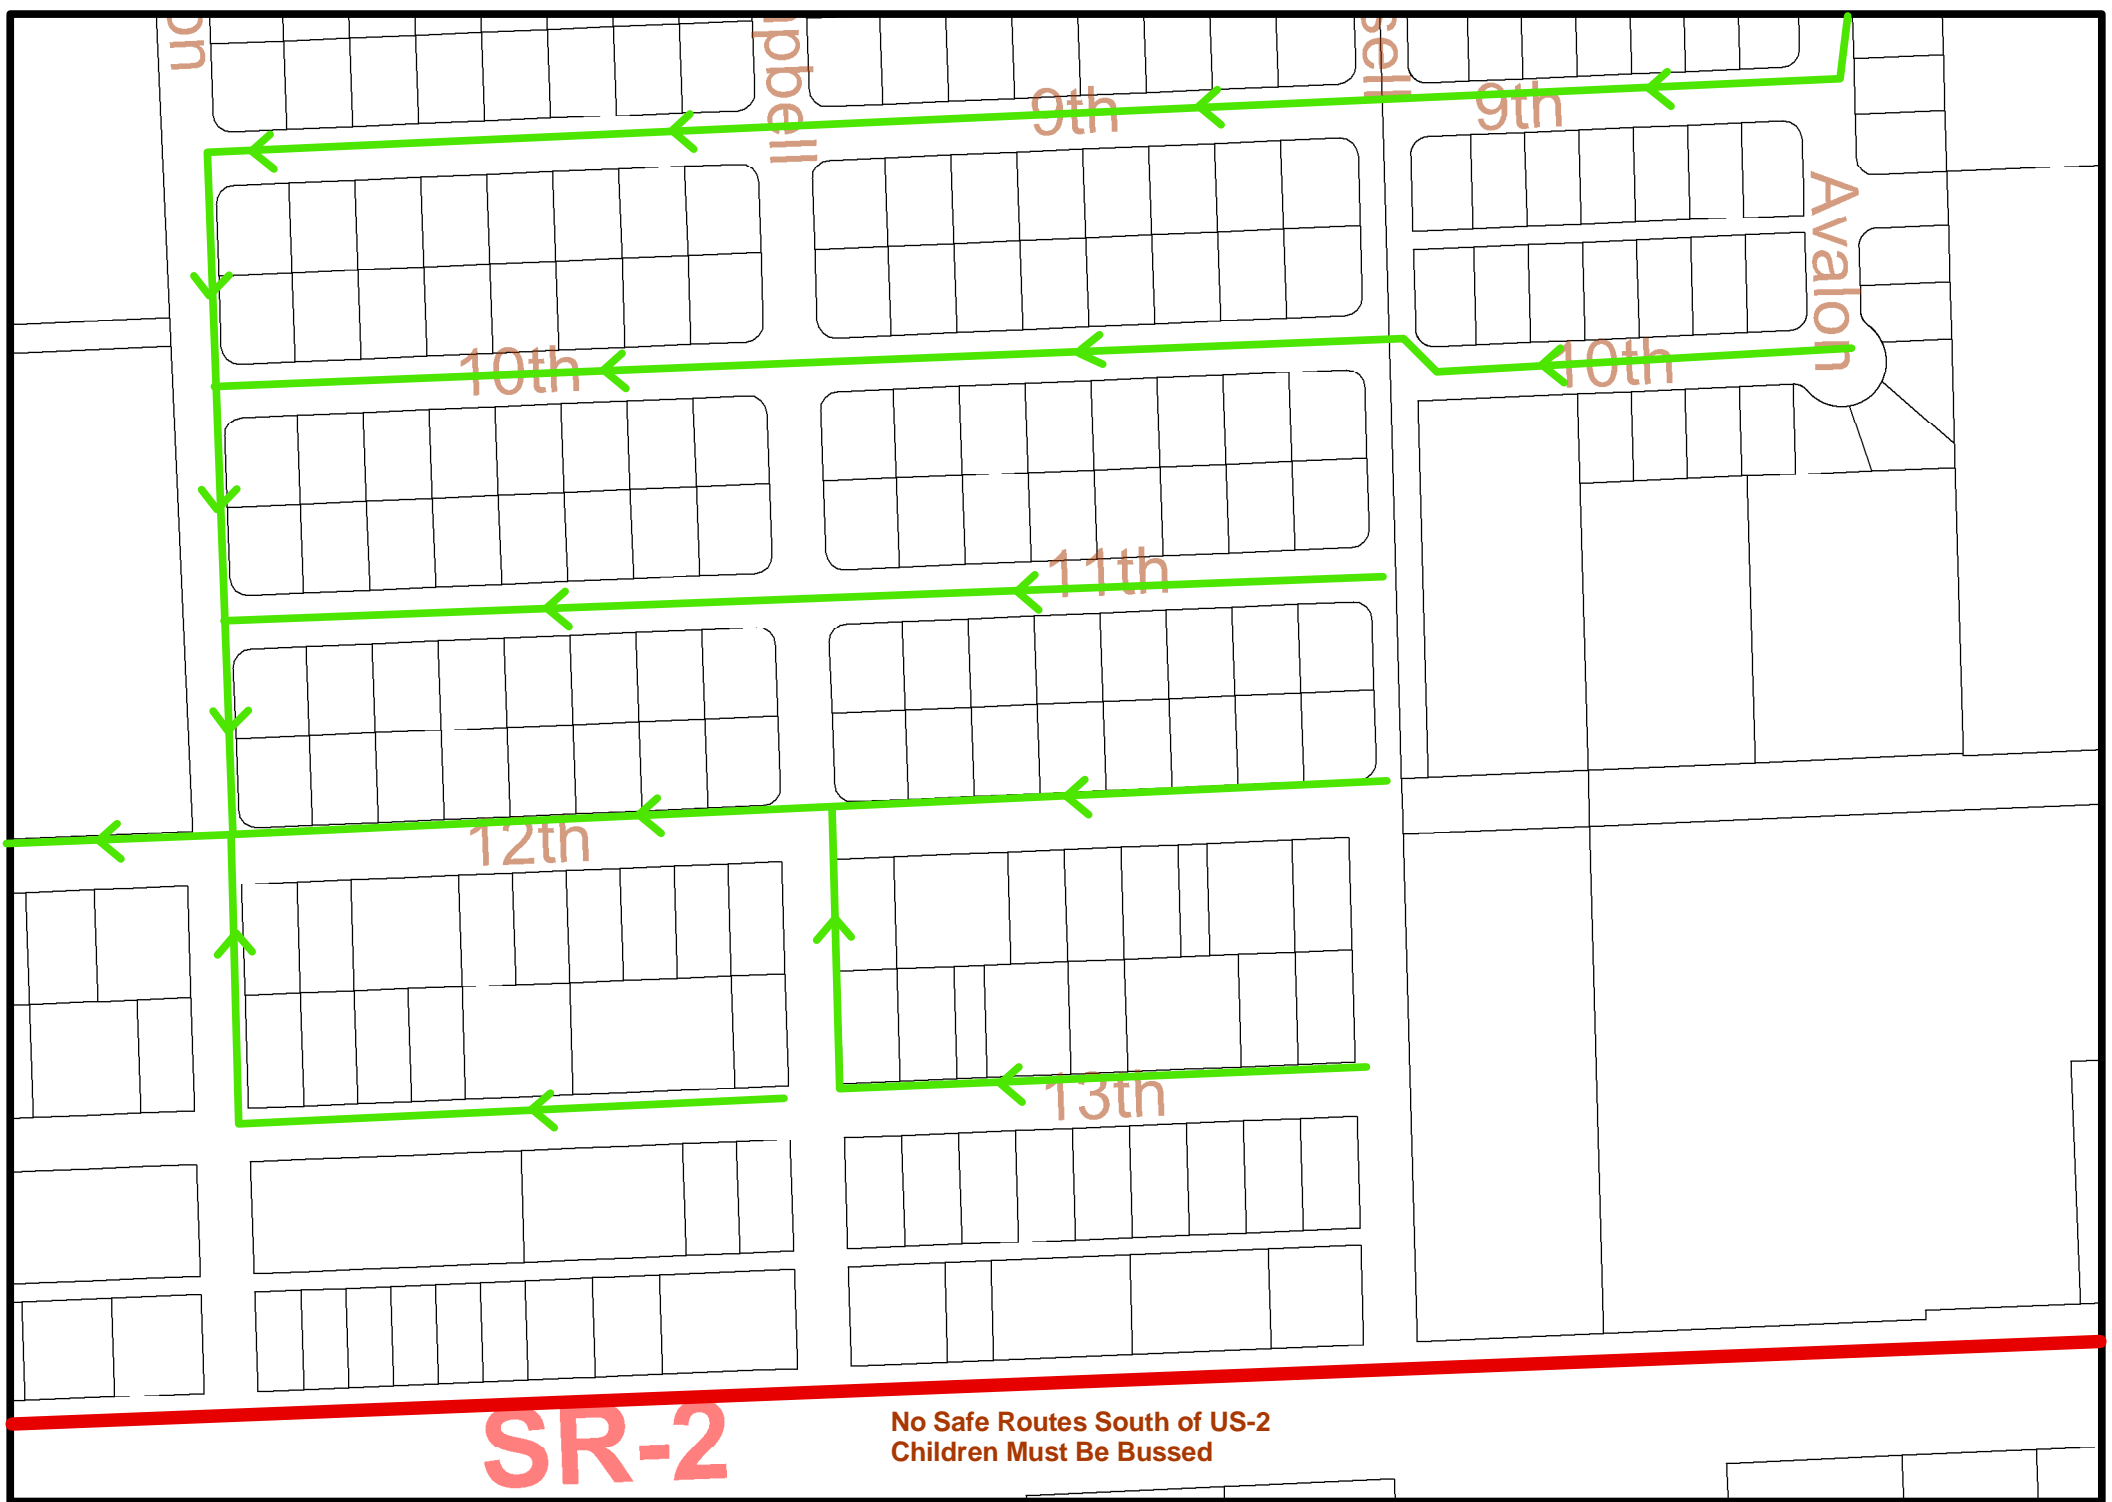 9th
9th
Avalon
10th
10th
11th
12th
13th
SR-2
No Safe Routes South of US-2
Children Must Be Bussed